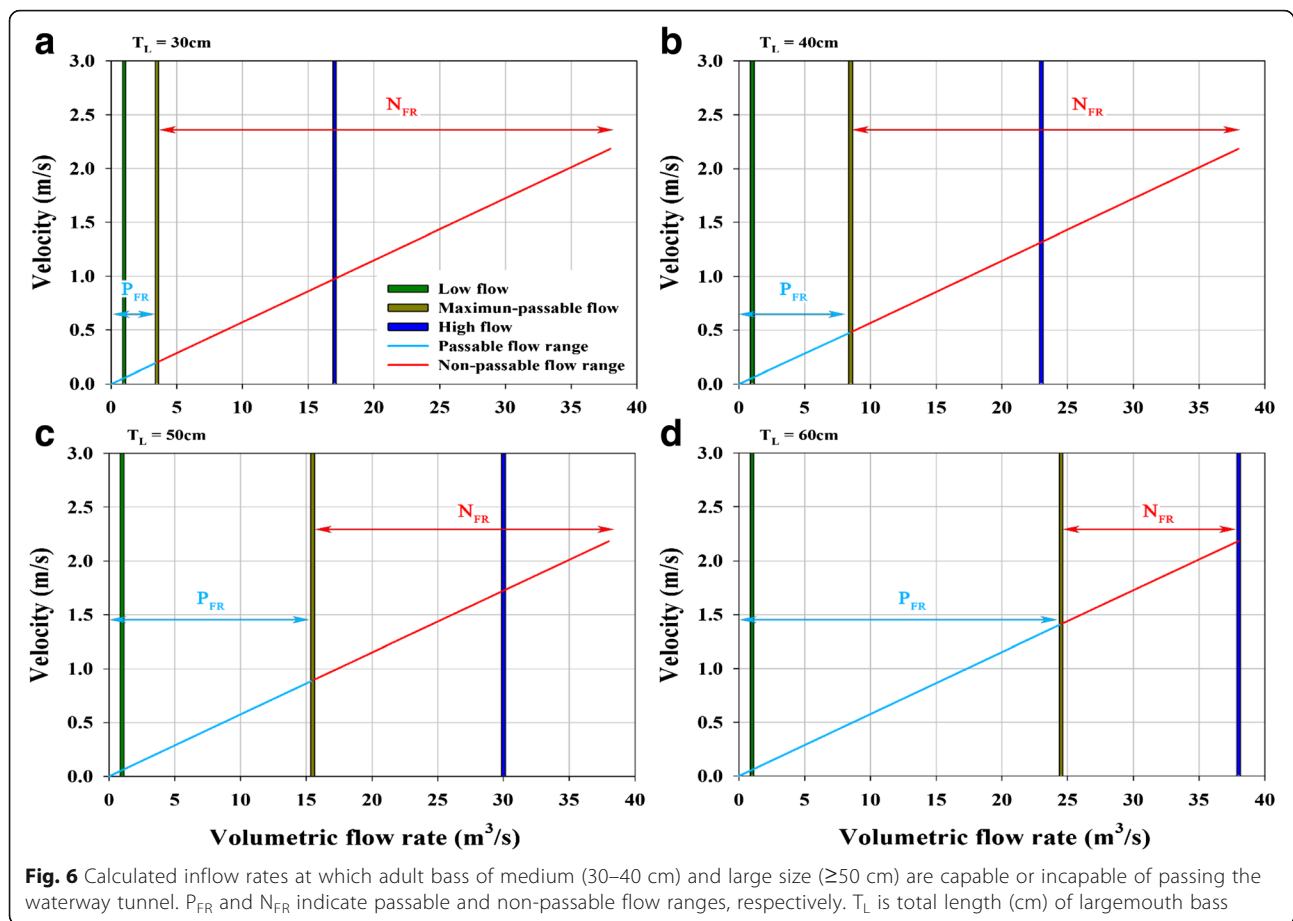 a
T_L = 30cm
3.0
2.5
2.0
1.5
1.0
0.5
0.0
Velocity (m/s)
N_FR
P_FR
Low flow
Maximun-passable flow
High flow
Passable flow range
Non-passable flow range
0 5 10 15 20 25 30 35 40
b
T_L = 40cm
3.0
2.5
2.0
1.5
1.0
0.5
0.0
Velocity (m/s)
N_FR
P_FR
0 5 10 15 20 25 30 35 40
c
T_L = 50cm
3.0
2.5
2.0
1.5
1.0
0.5
0.0
Velocity (m/s)
N_FR
P_FR
0 5 10 15 20 25 30 35 40
Volumetric flow rate (m³/s)
d
T_L = 60cm
3.0
2.5
2.0
1.5
1.0
0.5
0.0
Velocity (m/s)
N_FR
P_FR
0 5 10 15 20 25 30 35 40
Volumetric flow rate (m³/s)
Fig. 6 Calculated inflow rates at which adult bass of medium (30–40 cm) and large size (≥50 cm) are capable or incapable of passing the
waterway tunnel. P_FR and N_FR indicate passable and non-passable flow ranges, respectively. T_L is total length (cm) of largemouth bass